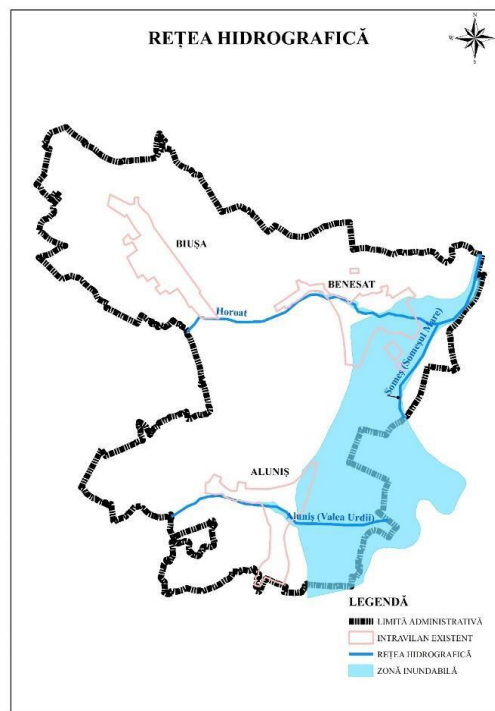 REȚEA HIDROGRAFICĂ
N
W
E
S
BIUȘA
BENESAT
Horoat
Someș (Someșul Mare)
ALUNIȘ
Aluniș (Valea Urdii)
LEGENDĂ
LIMITĂ ADMINISTRATIVĂ
INTRAVILAN EXISTENT
REȚEA HIDROGRAFICĂ
ZONĂ INUNDABILĂ